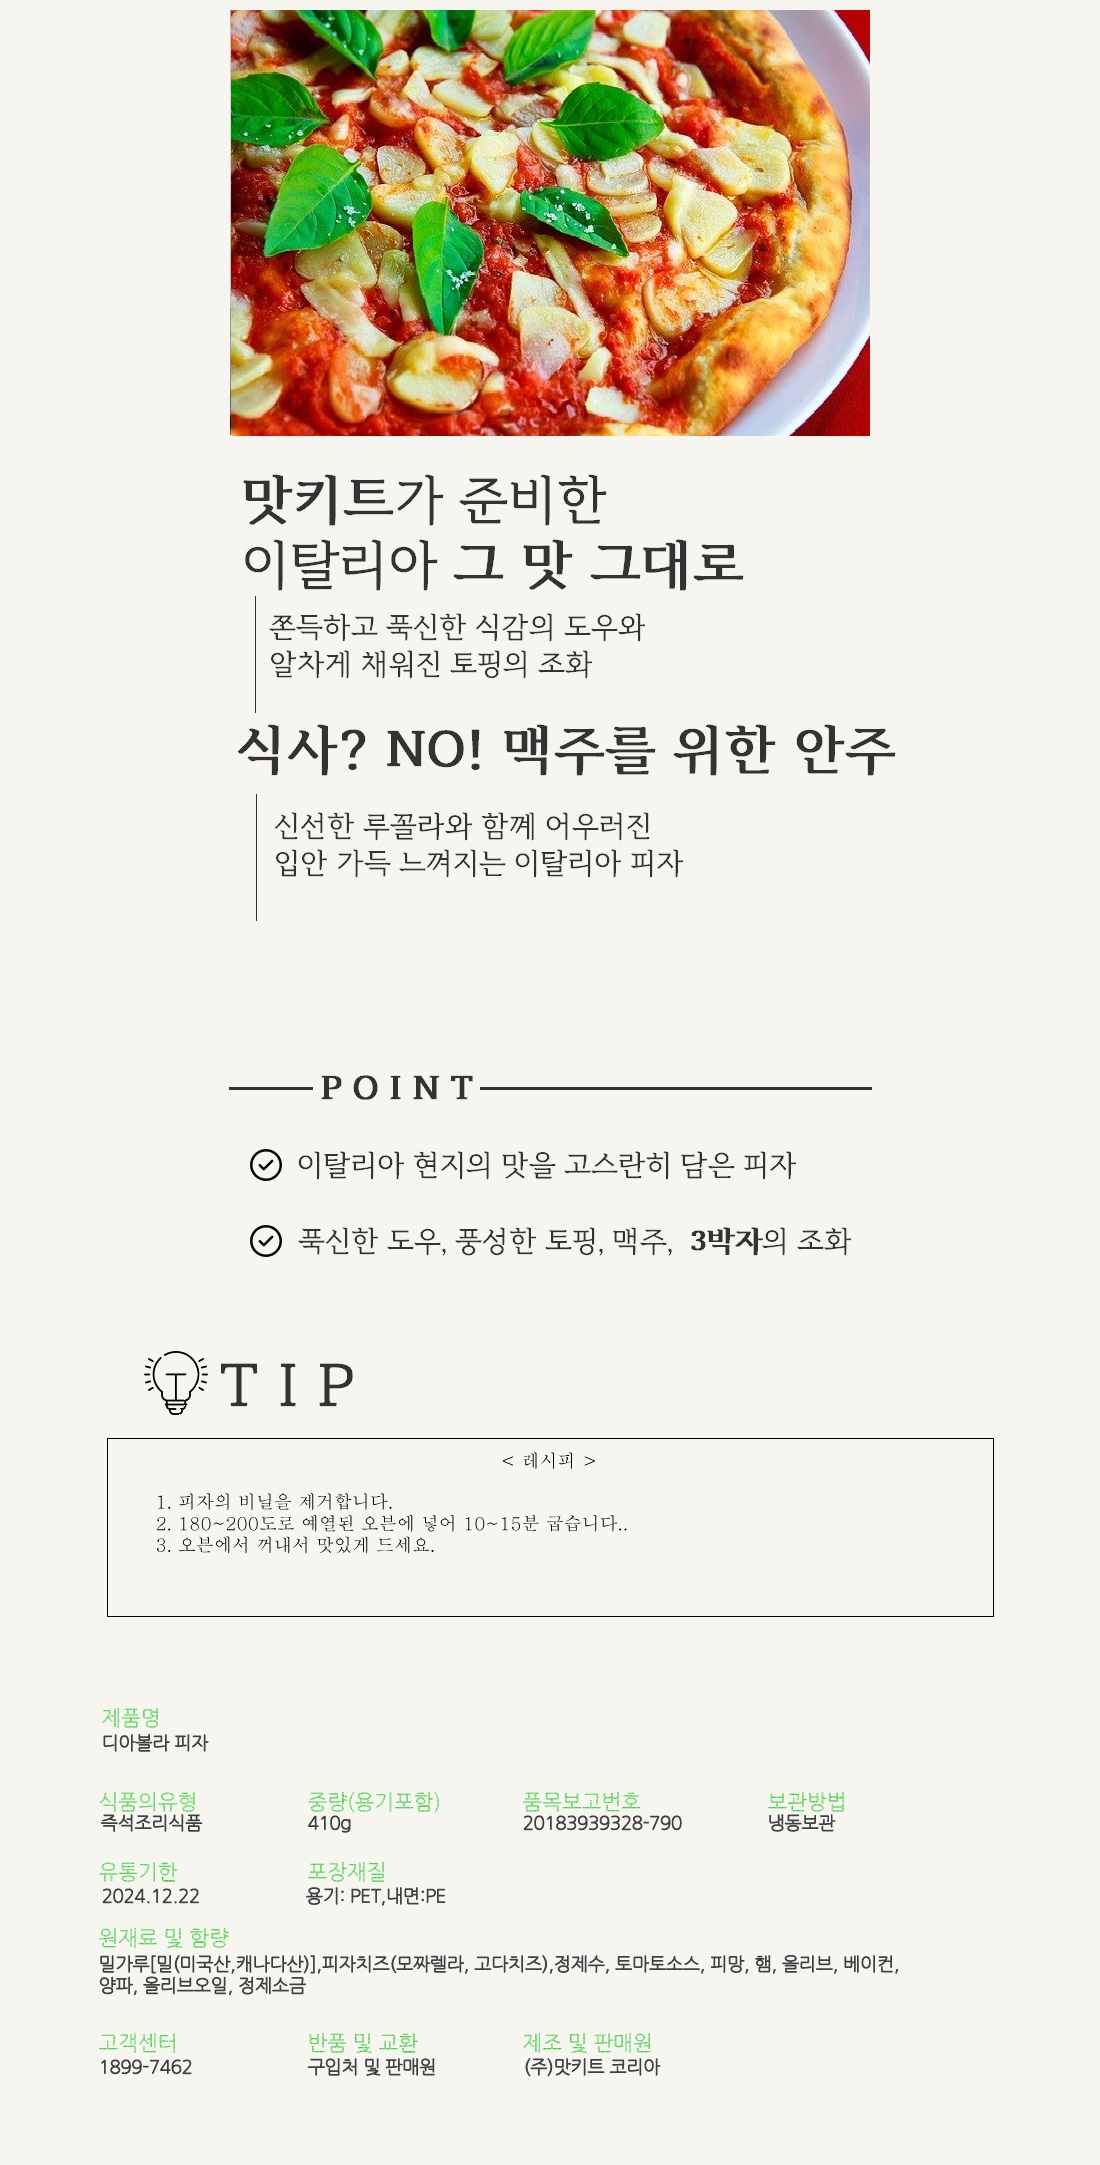 맛키트가 준비한
이탈리아 그 맛 그대로
쫀득하고 푹신한 식감의 도우와
알차게 채워진 토핑의 조화
식사? NO! 맥주를 위한 안주
신선한 루꼴라와 함꼐 어우러진
입안 가득 느껴지는 이탈리아 피자
POINT
이탈리아 현지의 맛을 고스란히 담은 피자
푹신한 도우, 풍성한 토핑, 맥주, 3박자의 조화
TIP
< 레시피 >
1. 피자의 비닐을 제거합니다.
2. 180~200도로 예열된 오븐에 넣어 10~15분 굽습니다..
3. 오븐에서 꺼내서 맛있게 드세요.
제품명
디아볼라 피자
식품의유형 중량(용기포함) 품목보고번호 보관방법
즉석조리식품 410g 20183939328-790 냉동보관
유통기한 포장재질
2024.12.22 용기: PET,내면:PE
원재료 및 함량
밀가루[밀(미국산,캐나다산)],피자치즈(모짜렐라, 고다치즈),정제수, 토마토소스, 피망, 햄, 올리브, 베이컨,
양파, 올리브오일, 정제소금
고객센터 반품 및 교환 제조 및 판매원
1899-7462 구입처 및 판매원 (주)맛키트 코리아